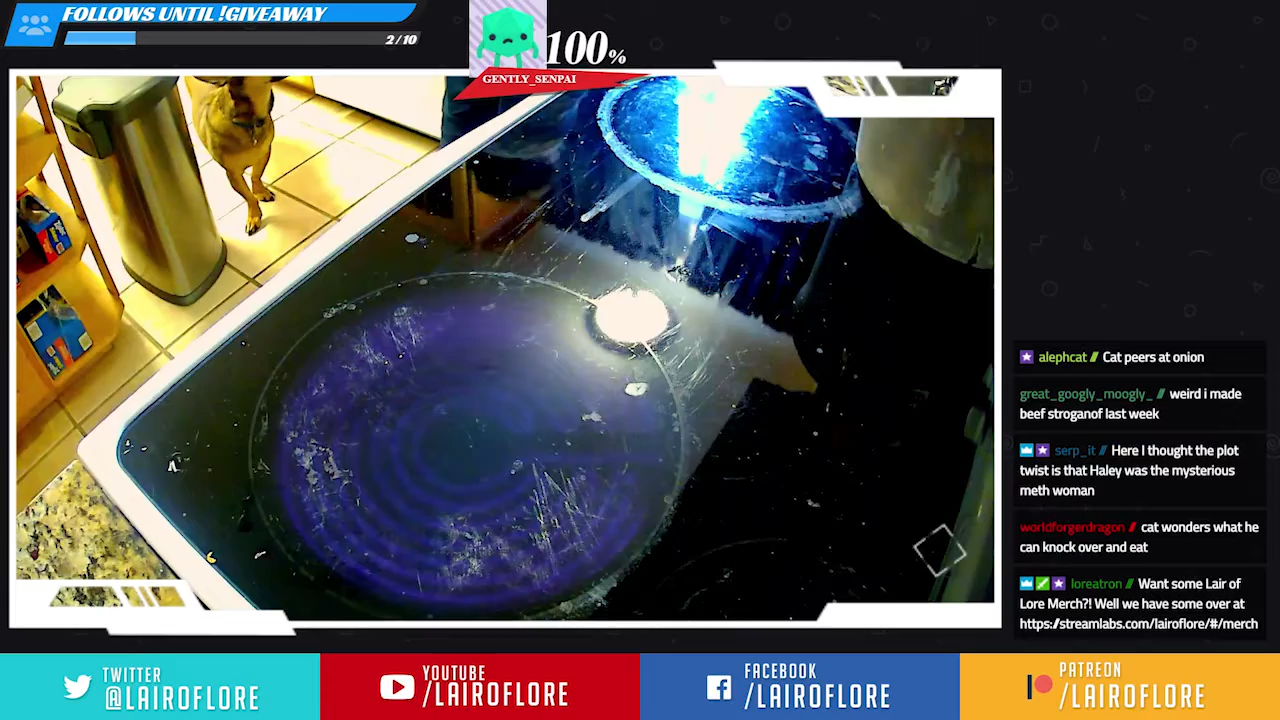 FOLLOWS UNTIL !GIVEAWAY
2/10
100%
GENTLY_SENPAI
alephcat // Cat peers at onion
great_googly_moogly_ // weird i made
beef stroganof last week
serp_it // Here I thought the plot
twist is that Haley was the mysterious
meth woman
worldforgerdragon // cat wonders what he
can knock over and eat
loreatron // Want some Lair of
Lore Merch?! Well we have some over at
https://streamlabs.com/lairoflore/#/merch
TWITTER
@LAIROFLORE
YOUTUBE
/LAIROFLORE
FACEBOOK
/LAIROFLORE
PATREON
/LAIROFLORE